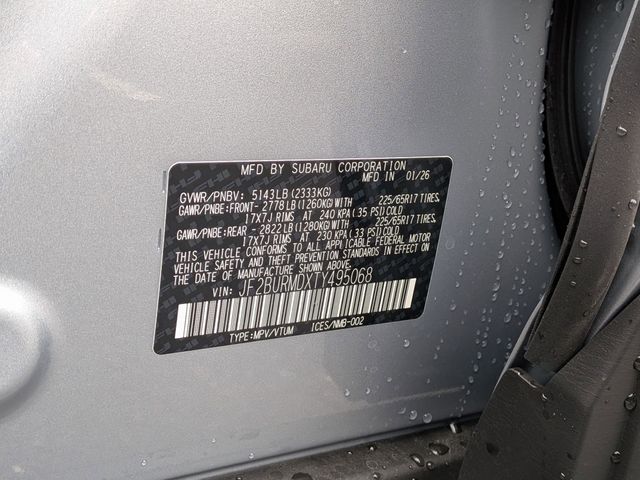 MFD BY SUBARU CORPORATION
MFD IN 01/26
GVWR/PNBV: 5143LB(2333KG)
GAWR/PNBE:FRONT- 2778LB(1260KG)WITH 225/65R17 TIRES,
17X7J RIMS AT 240 KPA(35 PSI)COLD
GAWR/PNBE:REAR - 2822LB(1280KG)WITH 225/65R17 TIRES,
17X7J RIMS AT 230 KPA(33 PSI)COLD
THIS VEHICLE CONFORMS TO ALL APPLICABLE FEDERAL MOTOR
VEHICLE SAFETY AND THEFT PREVENTION STANDARDS IN EFFECT ON
THE DATE OF MANUFACTURE SHOWN ABOVE.
VIN: JF2BURMDXTY495068
TYPE:MPV/VTUM ICES/NMB-002